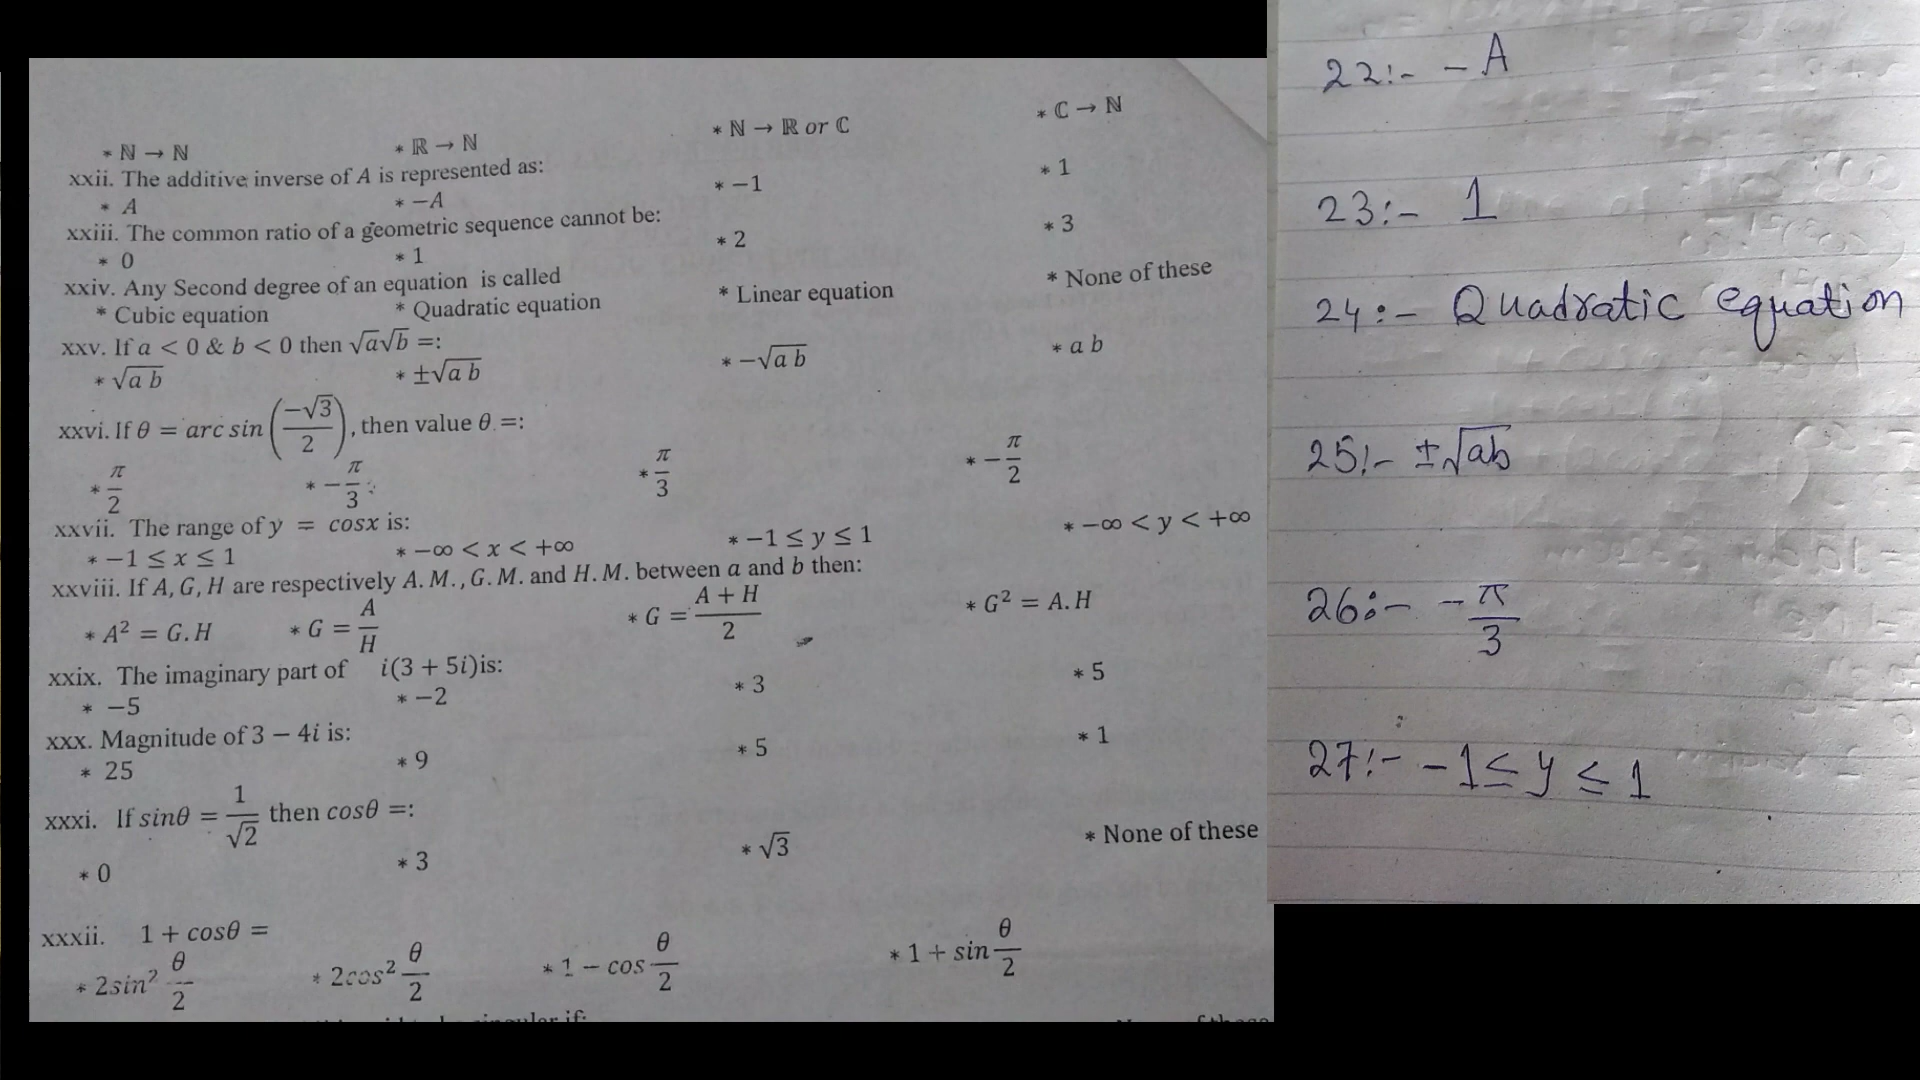 * ℕ → ℕ * ℝ → ℕ * ℕ → ℝ or ℂ * ℂ → ℕ
xxii. The additive inverse of A is represented as:
* A * −A * −1 * 1
xxiii. The common ratio of a geometric sequence cannot be:
* 0 * 1 * 2 * 3
xxiv. Any Second degree of an equation is called
* Cubic equation * Quadratic equation * Linear equation * None of these
xxv. If a < 0 & b < 0 then √a√b =:
* √(a b) * ±√(a b) * −√(a b) * a b
xxvi. If θ = arc sin (−√3/2), then value θ =:
* π/2 * −π/3 * π/3 * −π/2
xxvii. The range of y = cosx is:
* −1 ≤ x ≤ 1 * −∞ < x < +∞ * −1 ≤ y ≤ 1 * −∞ < y < +∞
xxviii. If A, G, H are respectively A. M., G. M. and H. M. between a and b then:
* A² = G.H * G = A/H * G = (A + H)/2 * G² = A.H
xxix. The imaginary part of i(3 + 5i)is:
* −5 * −2 * 3 * 5
xxx. Magnitude of 3 − 4i is:
* 25 * 9 * 5 * 1
xxxi. If sinθ = 1/√2 then cosθ =:
* 0 * 3 * √3 * None of these
xxxii. 1 + cosθ =
* 2sin² θ/2 * 2cos² θ/2 * 1 − cos θ/2 * 1 + sin θ/2
22:- -A
23:- 1
24:- Quadratic equation
25:- ±√ab
26:- -π/3
27:- -1≤ y ≤ 1